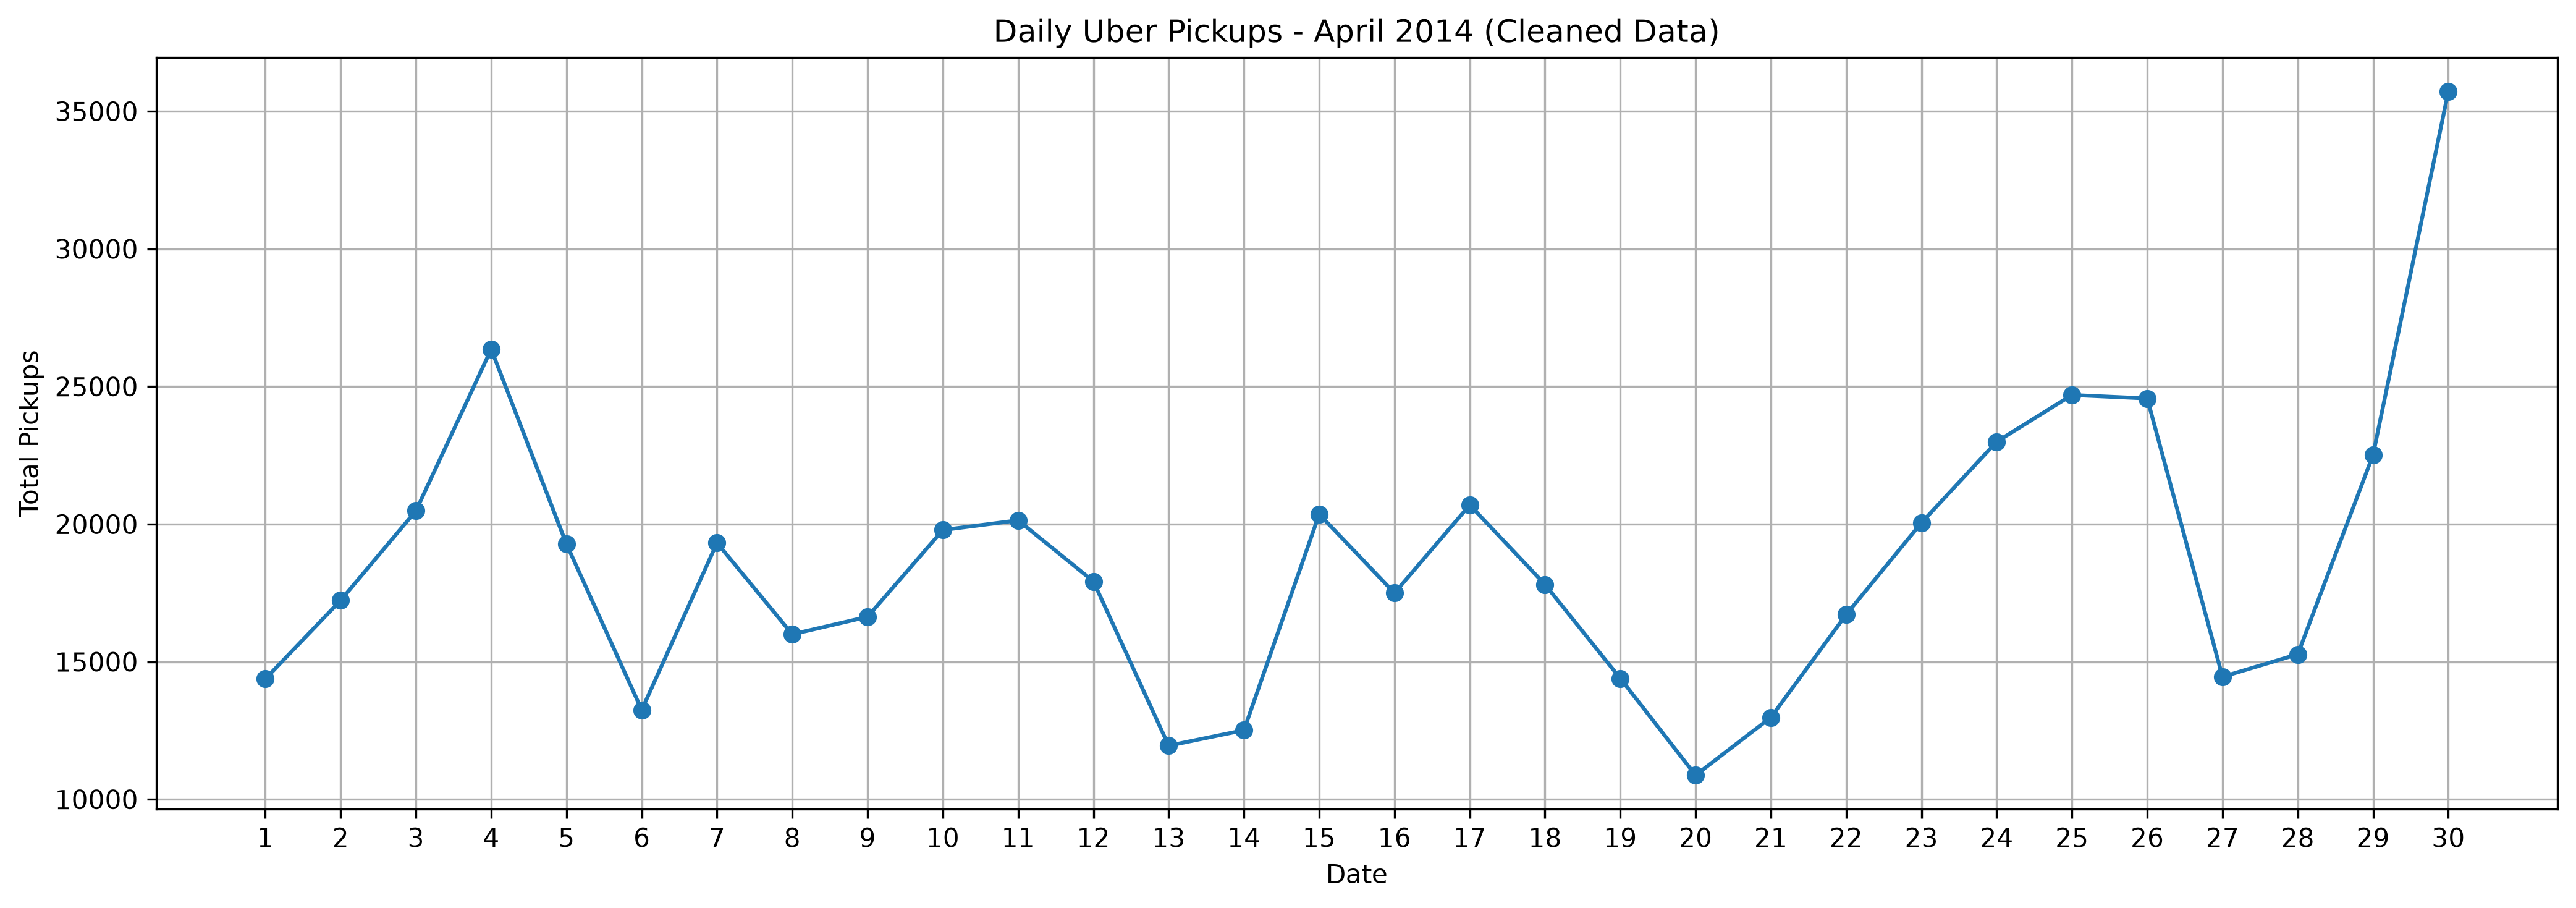 Daily Uber Pickups - April 2014 (Cleaned Data)
35000
30000
25000
20000
15000
10000
Total Pickups
1 2 3 4 5 6 7 8 9 10 11 12 13 14 15 16 17 18 19 20 21 22 23 24 25 26 27 28 29 30
Date